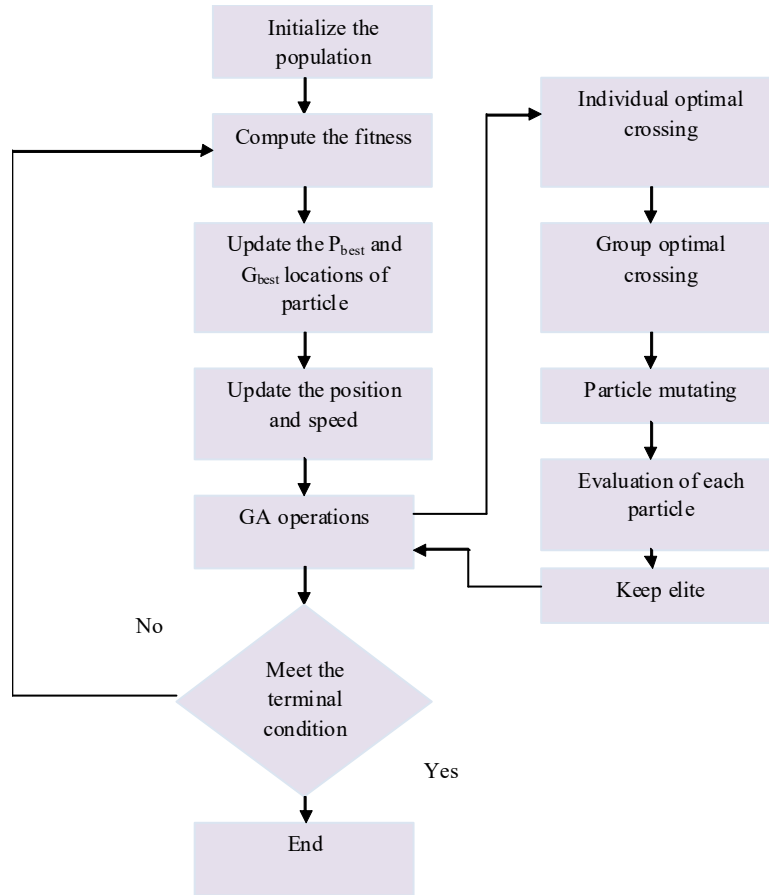 Initialize the
population
Compute the fitness
Update the Pbest and
Gbest locations of
particle
Update the position
and speed
GA operations
No
Meet the
terminal
condition
Yes
End
Individual optimal
crossing
Group optimal
crossing
Particle mutating
Evaluation of each
particle
Keep elite